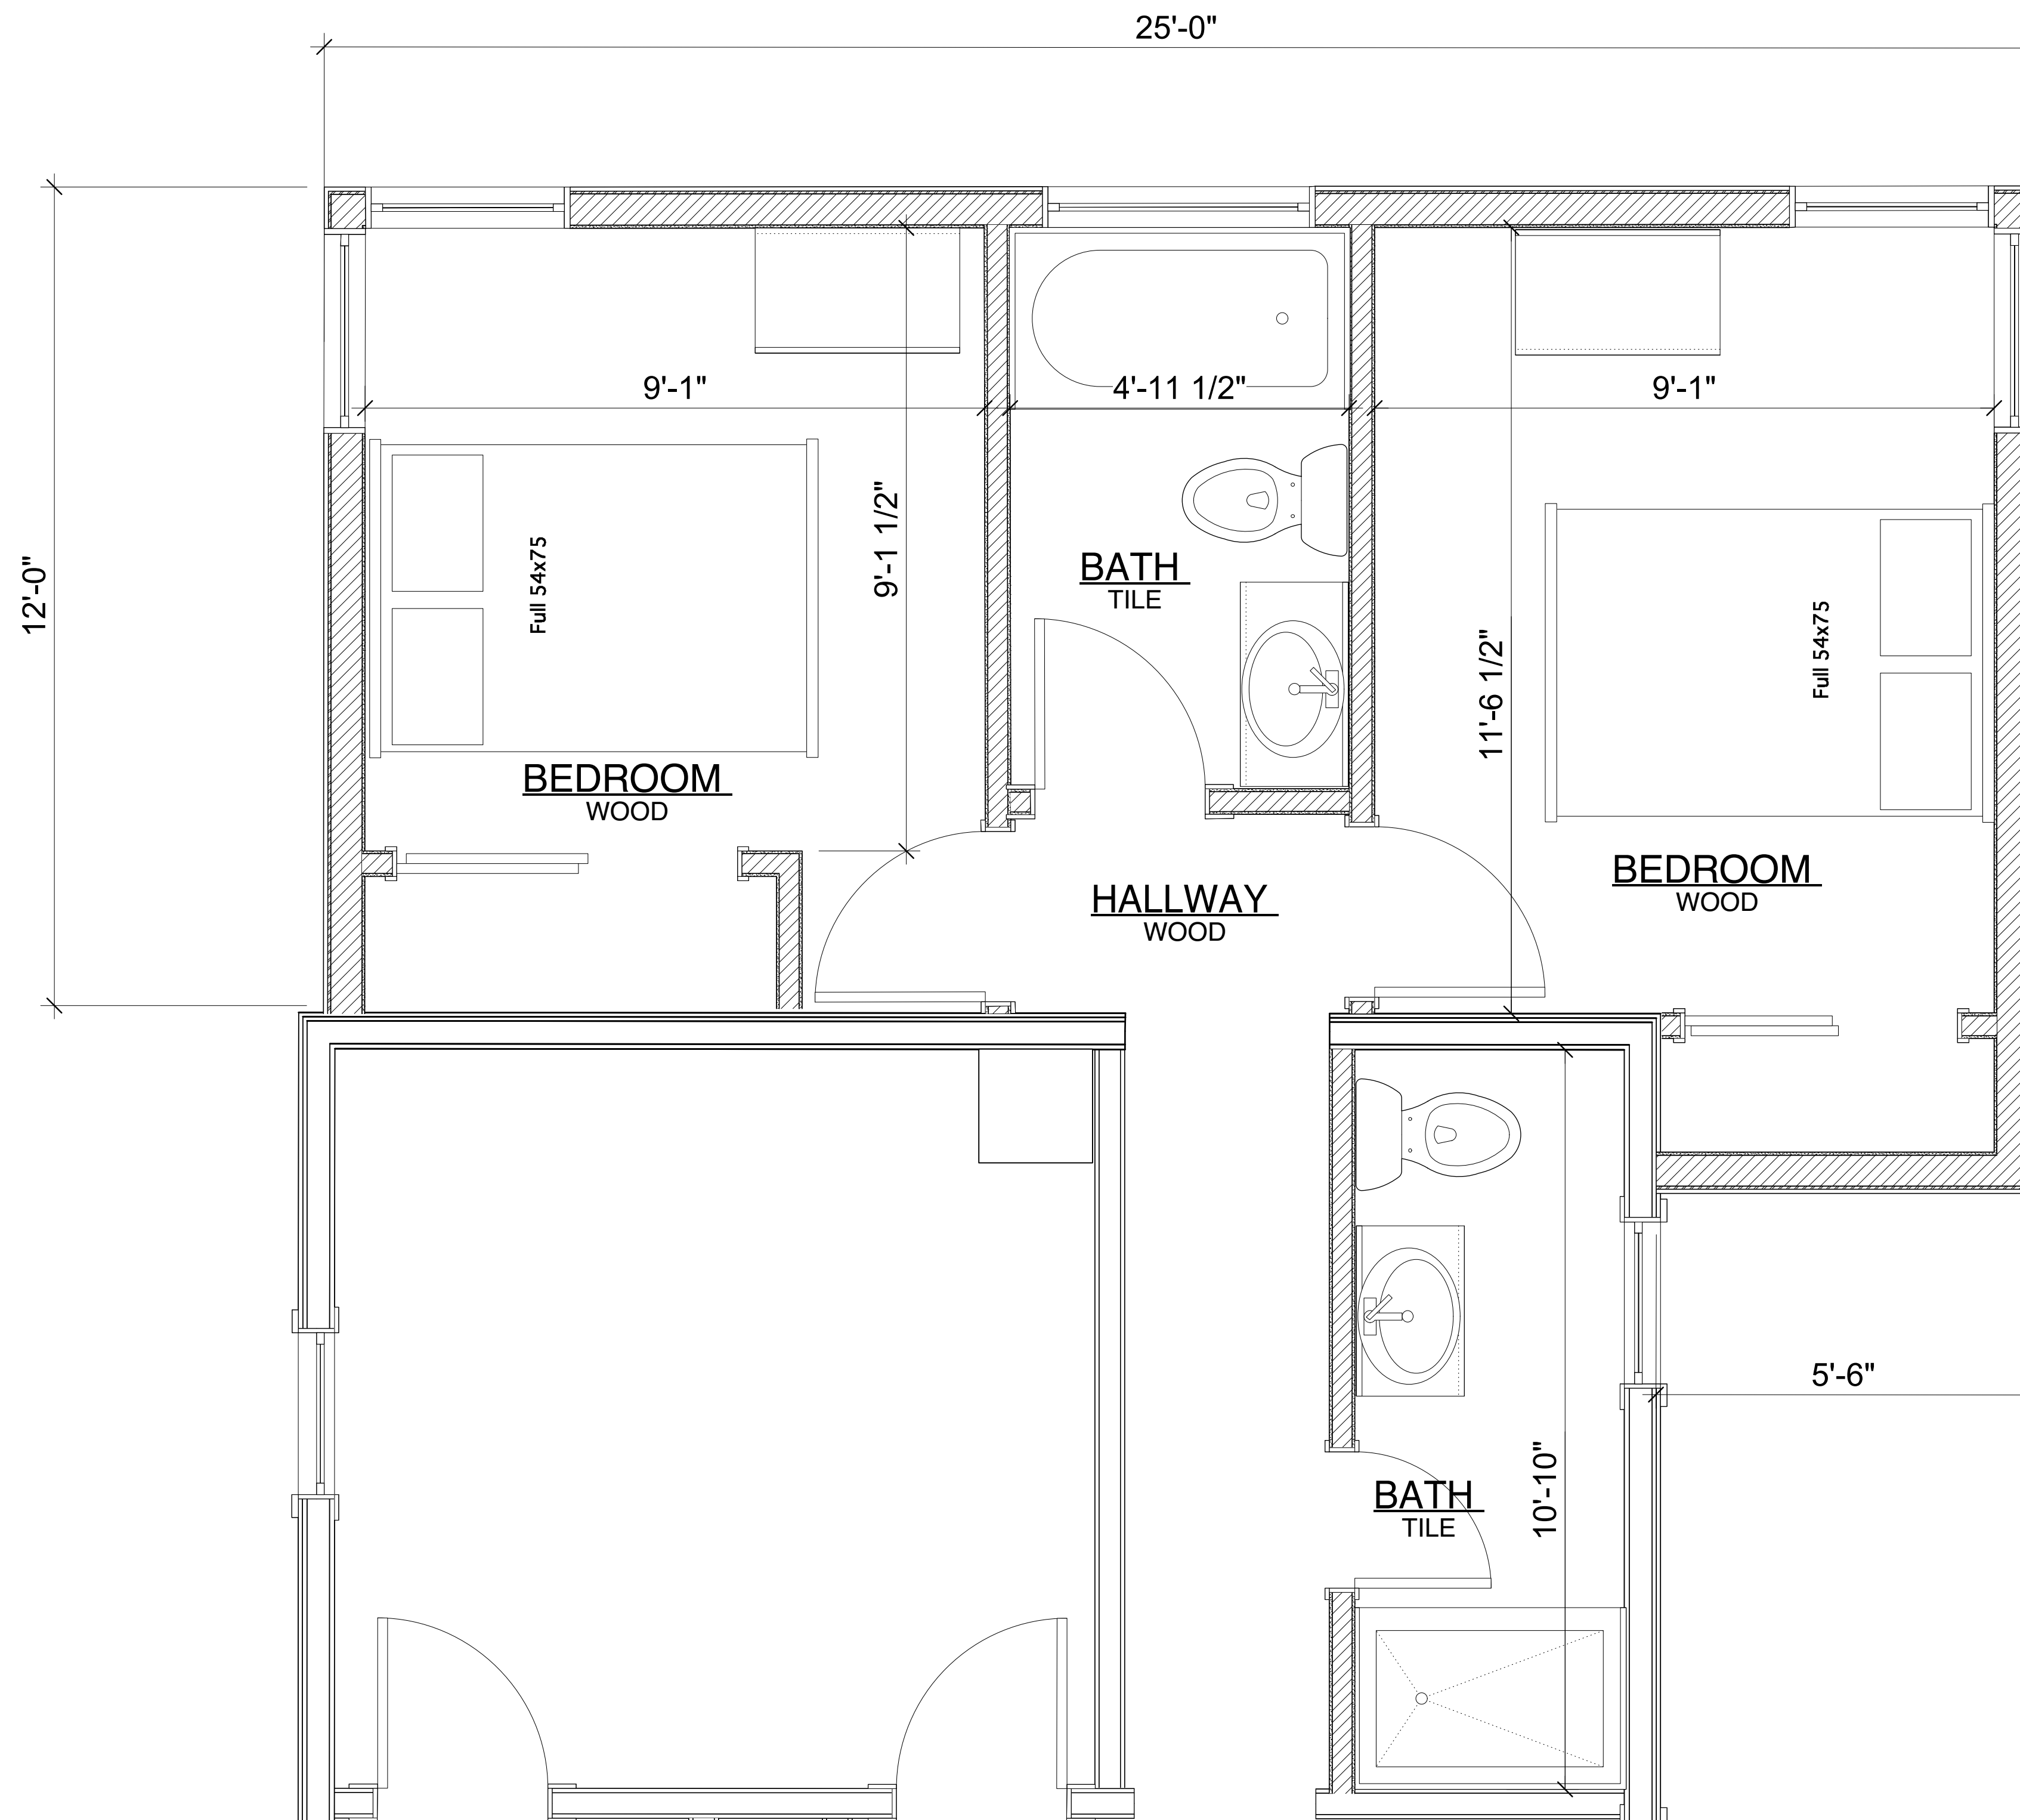 25'-0"
9'-1"
4'-11 1/2"
9'-1"
12'-0"
Full 54x75
9'-1 1/2"
BATH
TILE
11'-6 1/2"
Full 54x75
BEDROOM
WOOD
HALLWAY
WOOD
BEDROOM
WOOD
5'-6"
BATH
TILE
10'-10"